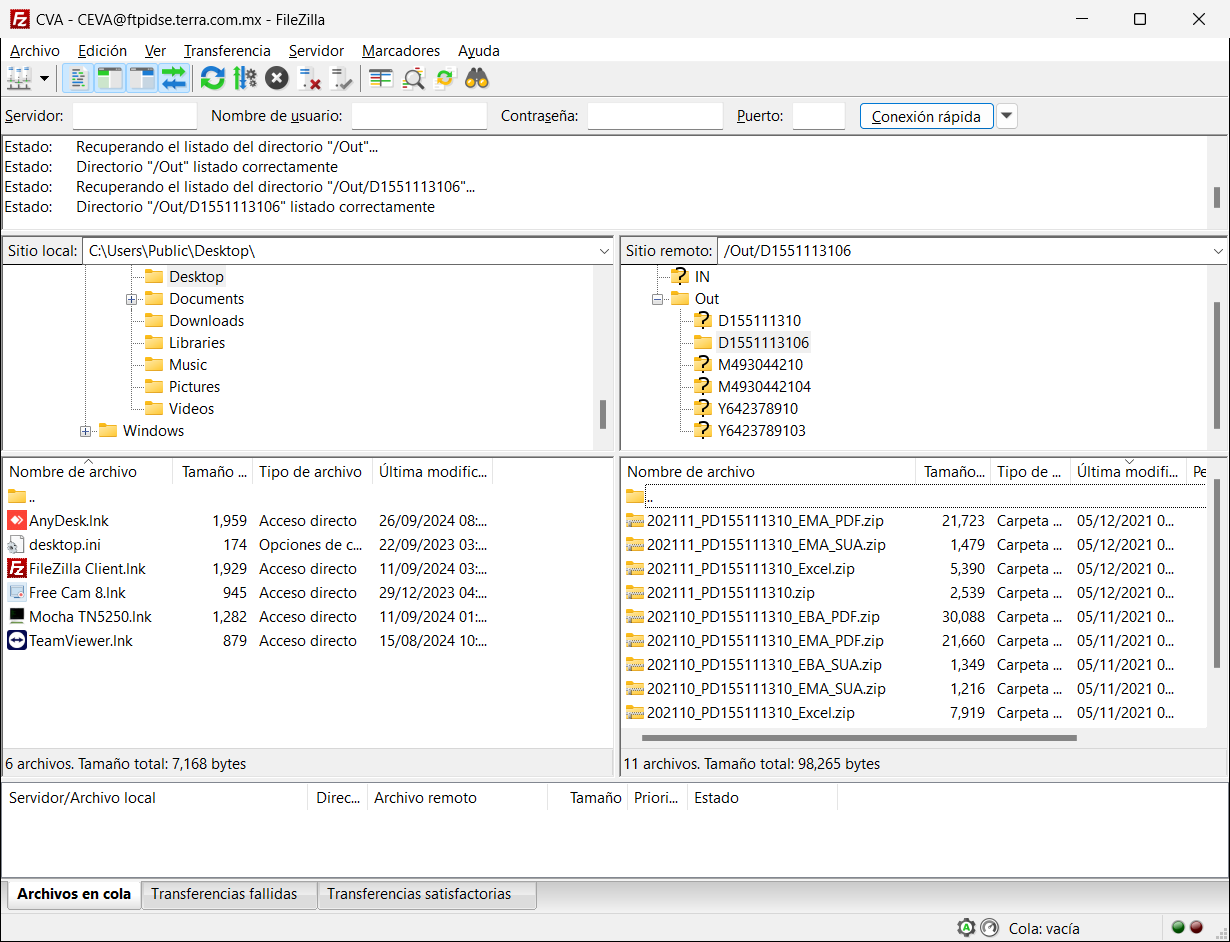 CVA - CEVA@ftpidse.terra.com.mx - FileZilla
Archivo Edición Ver Transferencia Servidor Marcadores Ayuda
Servidor: Nombre de usuario: Contraseña: Puerto: Conexión rápida
Estado: Recuperando el listado del directorio "/Out"...
Estado: Directorio "/Out" listado correctamente
Estado: Recuperando el listado del directorio "/Out/D1551113106"...
Estado: Directorio "/Out/D1551113106" listado correctamente
Sitio local: C:\Users\Public\Desktop\
Desktop
Documents
Downloads
Libraries
Music
Pictures
Videos
Windows
Sitio remoto: /Out/D1551113106
IN
Out
D155111310
D1551113106
M493044210
M4930442104
Y642378910
Y6423789103
Nombre de archivo Tamaño ... Tipo de archivo Última modific...
..
AnyDesk.lnk 1,959 Acceso directo 26/09/2024 08:...
desktop.ini 174 Opciones de c... 22/09/2023 03:...
FileZilla Client.lnk 1,929 Acceso directo 11/09/2024 03:...
Free Cam 8.lnk 945 Acceso directo 29/12/2023 04:...
Mocha TN5250.lnk 1,282 Acceso directo 11/09/2024 01:...
TeamViewer.lnk 879 Acceso directo 15/08/2024 10:...
6 archivos. Tamaño total: 7,168 bytes
Nombre de archivo Tamaño... Tipo de ... Última modifi... Pe
..
202111_PD155111310_EMA_PDF.zip 21,723 Carpeta ... 05/12/2021 0...
202111_PD155111310_EMA_SUA.zip 1,479 Carpeta ... 05/12/2021 0...
202111_PD155111310_Excel.zip 5,390 Carpeta ... 05/12/2021 0...
202111_PD155111310.zip 2,539 Carpeta ... 05/12/2021 0...
202110_PD155111310_EBA_PDF.zip 30,088 Carpeta ... 05/11/2021 0...
202110_PD155111310_EMA_PDF.zip 21,660 Carpeta ... 05/11/2021 0...
202110_PD155111310_EBA_SUA.zip 1,349 Carpeta ... 05/11/2021 0...
202110_PD155111310_EMA_SUA.zip 1,216 Carpeta ... 05/11/2021 0...
202110_PD155111310_Excel.zip 7,919 Carpeta ... 05/11/2021 0...
11 archivos. Tamaño total: 98,265 bytes
Servidor/Archivo local Direc... Archivo remoto Tamaño Priori... Estado
Archivos en cola Transferencias fallidas Transferencias satisfactorias
Cola: vacía